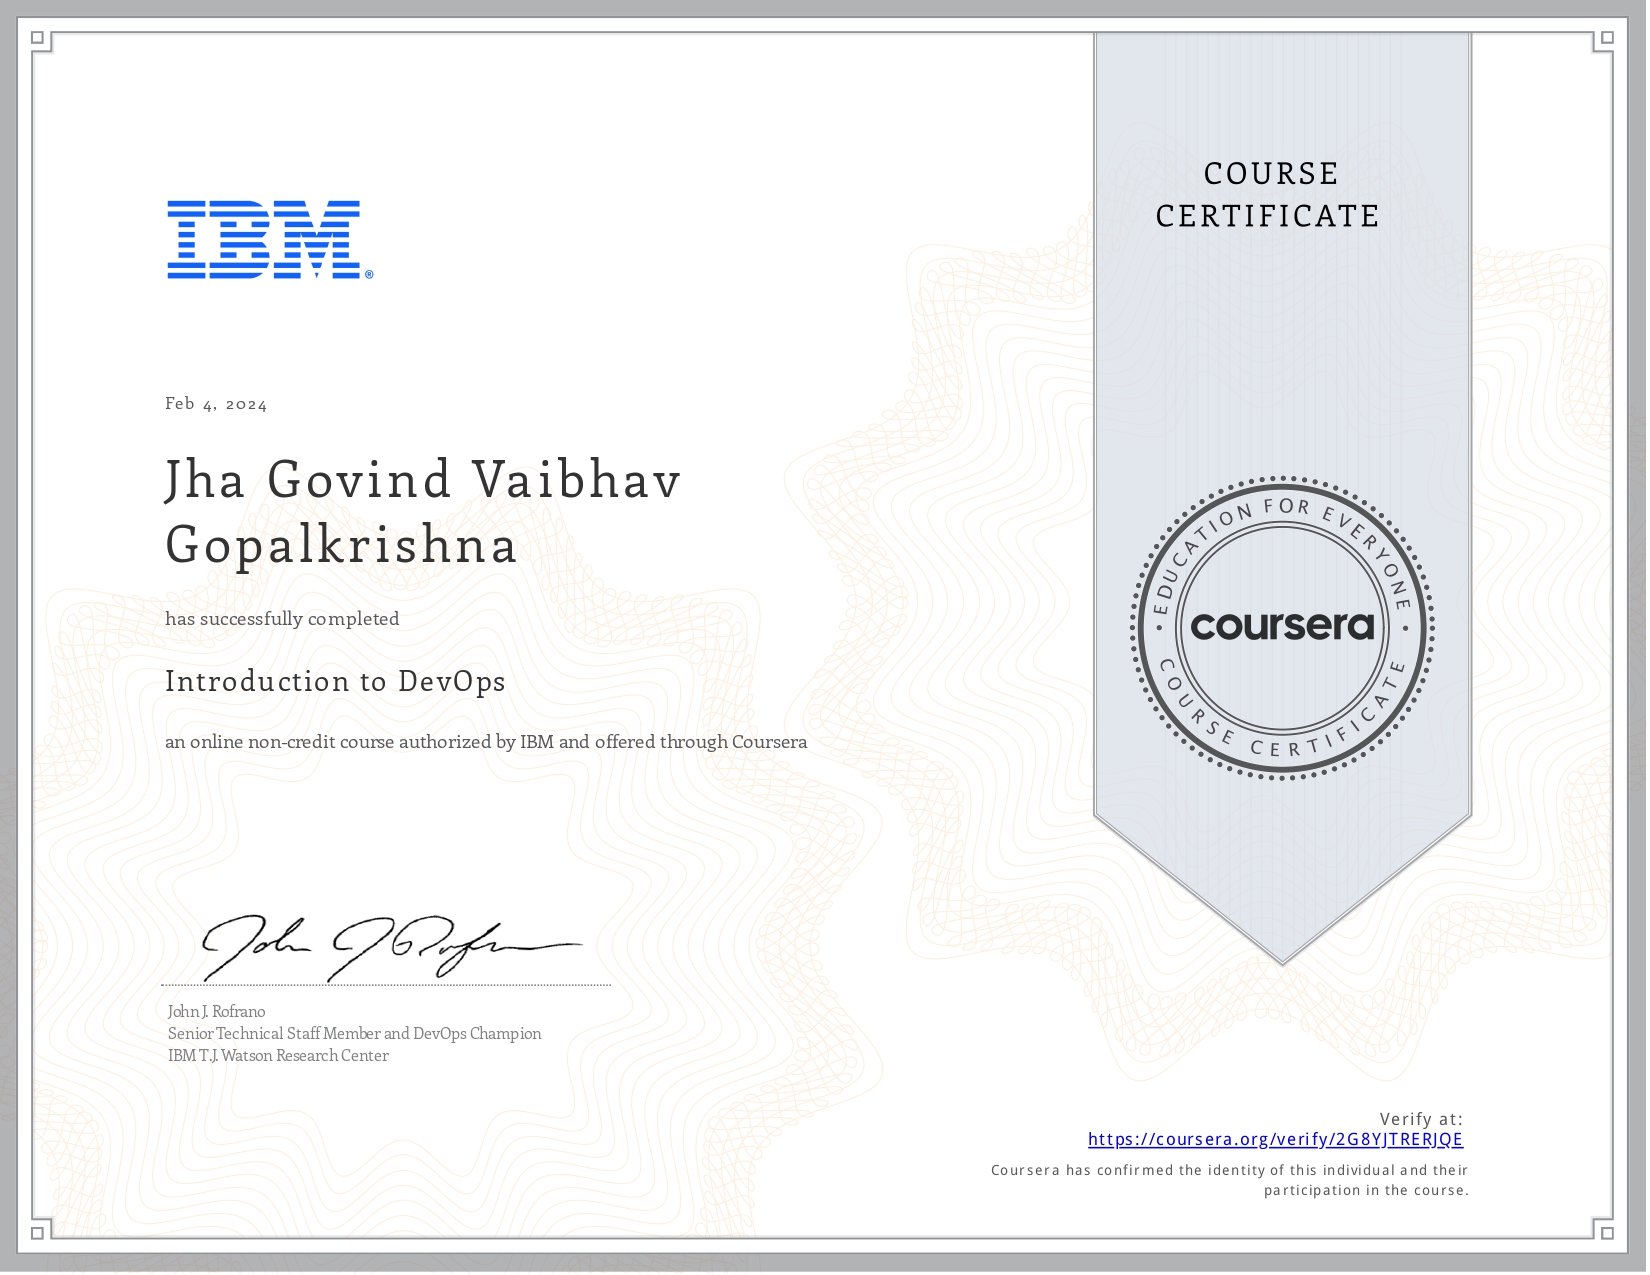 COURSE
CERTIFICATE
IBM®
Feb 4, 2024
Jha Govind Vaibhav
Gopalkrishna
has successfully completed
Introduction to DevOps
an online non-credit course authorized by IBM and offered through Coursera
EDUCATION FOR EVERYONE
coursera
COURSE CERTIFICATE
John J. Rofrano
John J. Rofrano
Senior Technical Staff Member and DevOps Champion
IBM T.J. Watson Research Center
Verify at:
https://coursera.org/verify/2G8YJTRERJQE
Coursera has confirmed the identity of this individual and their
participation in the course.